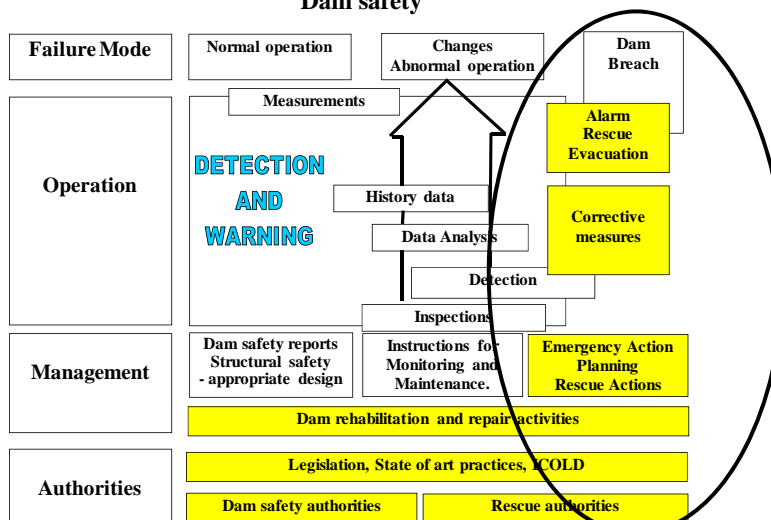 Dam safety
Failure Mode
Normal operation
Changes
Abnormal operation
Dam
Breach
Operation
Measurements
DETECTION
AND
WARNING
History data
Data Analysis
Detection
Inspections
Alarm
Rescue
Evacuation
Corrective
measures
Management
Dam safety reports
Structural safety
- appropriate design
Instructions for
Monitoring and
Maintenance.
Emergency Action
Planning
Rescue Actions
Dam rehabilitation and repair activities
Authorities
Legislation, State of art practices, ICOLD
Dam safety authorities
Rescue authorities